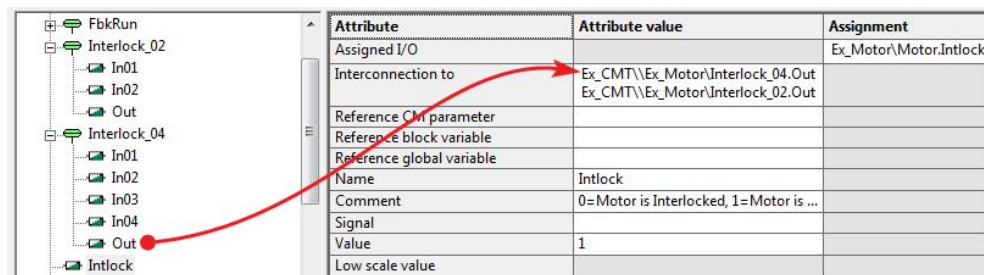 FbkRun
Interlock_02
In01
In02
Out
Interlock_04
In01
In02
In03
In04
Out
Intlock
Attribute Attribute value Assignment
Assigned I/O Ex_Motor\Motor.Intlock
Interconnection to Ex_CMT\\Ex_Motor\Interlock_04.Out
Ex_CMT\\Ex_Motor\Interlock_02.Out
Reference CM parameter
Reference block variable
Reference global variable
Name Intlock
Comment 0=Motor is Interlocked, 1=Motor is ...
Signal
Value 1
Low scale value